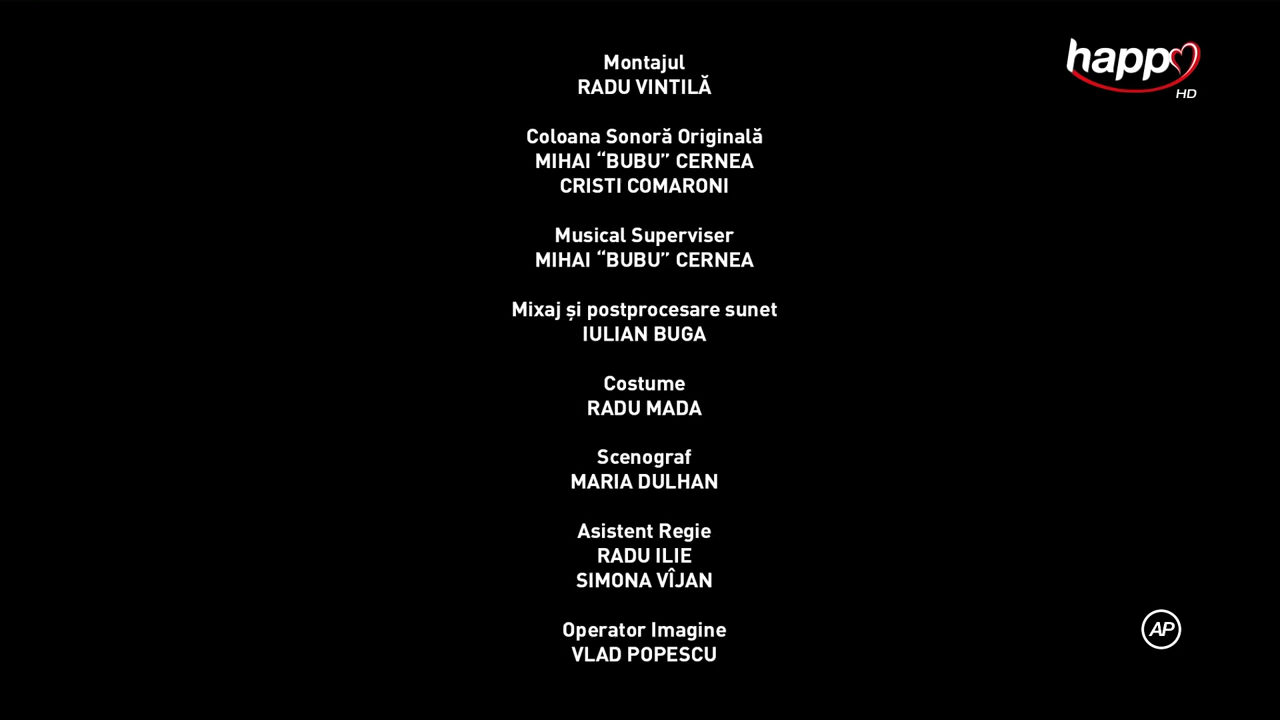 Montajul
RADU VINTILĂ
Coloana Sonoră Originală
MIHAI “BUBU” CERNEA
CRISTI COMARONI
Musical Superviser
MIHAI “BUBU” CERNEA
Mixaj și postprocesare sunet
IULIAN BUGA
Costume
RADU MADA
Scenograf
MARIA DULHAN
Asistent Regie
RADU ILIE
SIMONA VÎJAN
Operator Imagine
VLAD POPESCU
happy
HD
AP